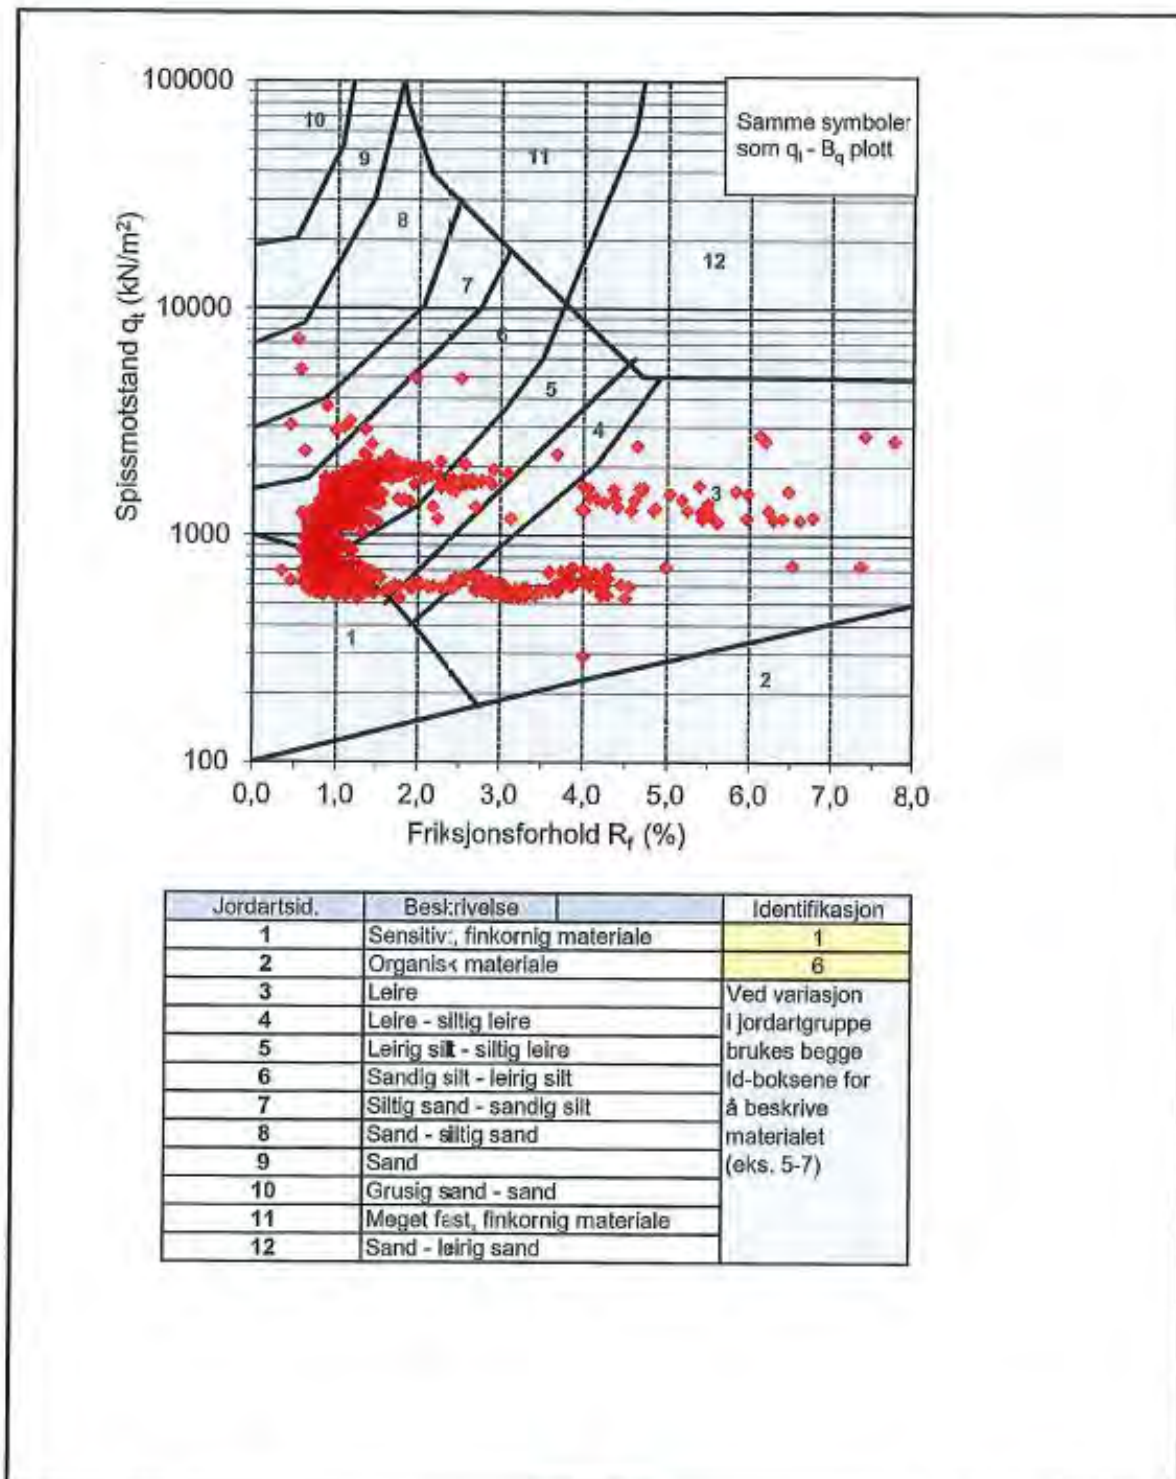 100000
10000
1000
100
Spissmotstand qt (kN/m²)
Samme symboler
som qt - Bq plott
10
9
11
8
12
7
6
5
4
3
1
2
0,0 1,0 2,0 3,0 4,0 5,0 6,0 7,0 8,0
Friksjonsforhold Rf (%)
Jordartsid. Beskrivelse Identifikasjon
1 Sensitivt, finkornig materiale 1
2 Organisk materiale 6
3 Leire Ved variasjon
4 Leire - siltig leire i jordartgruppe
5 Leirig silt - siltig leire brukes begge
6 Sandig silt - leirig silt Id-boksene for
7 Siltig sand - sandig silt å beskrive
8 Sand - siltig sand materialet
9 Sand (eks. 5-7)
10 Grusig sand - sand
11 Meget fast, finkornig materiale
12 Sand - leirig sand